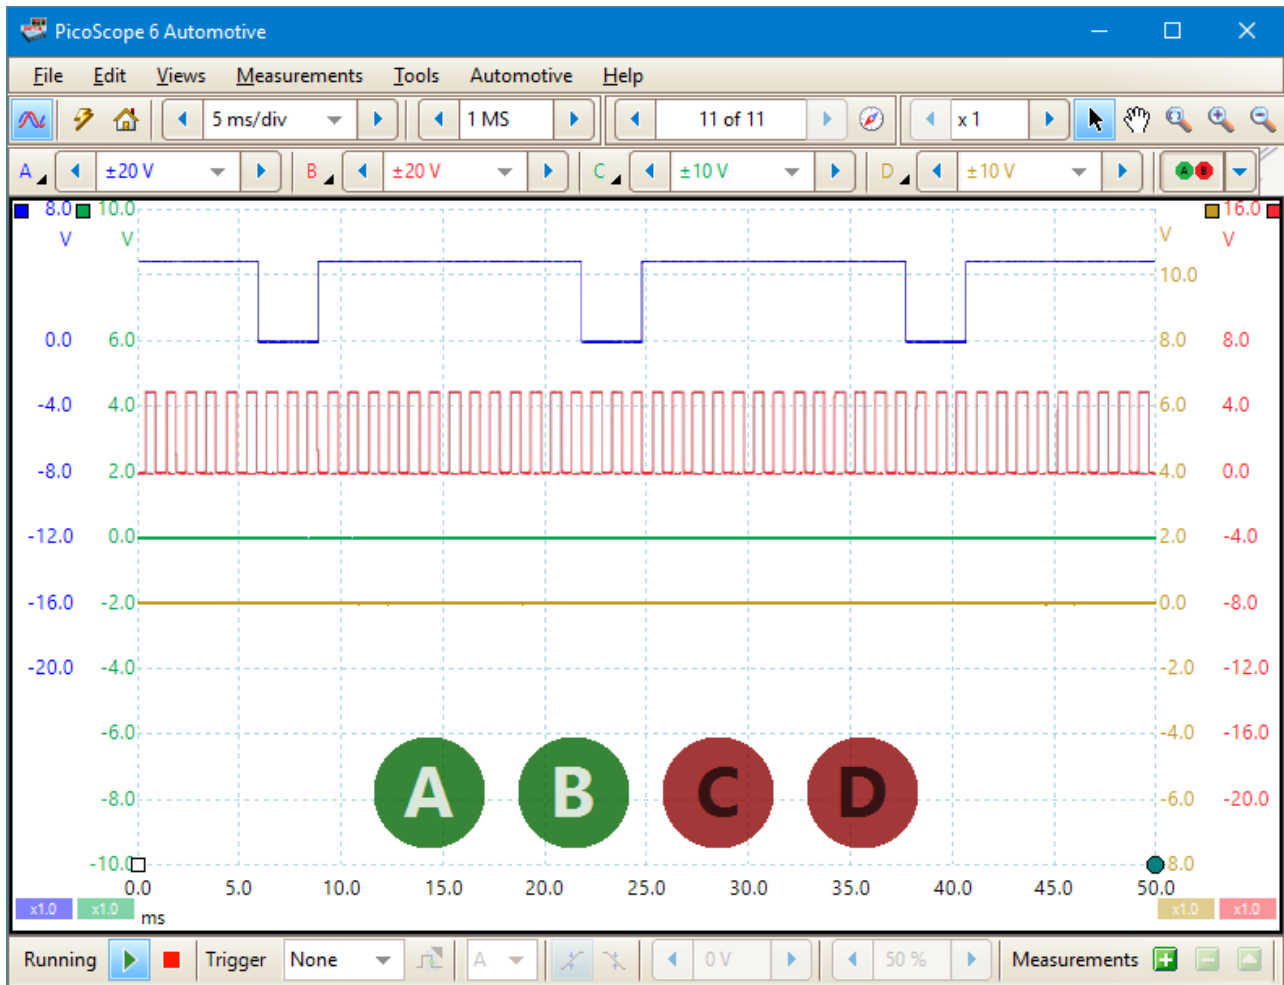 PicoScope 6 Automotive
File Edit Views Measurements Tools Automotive Help
5 ms/div 1 MS 11 of 11 x 1
A ±20 V B ±20 V C ±10 V D ±10 V A B
8.0 10.0 16.0
V V V V
10.0
0.0 6.0 8.0 8.0
-4.0 4.0 6.0 4.0
-8.0 2.0 4.0 0.0
-12.0 0.0 2.0 -4.0
-16.0 -2.0 0.0 -8.0
-20.0 -4.0 -2.0 -12.0
-6.0 -4.0 -16.0
A B C D
-8.0 -6.0 -20.0
-10.0 -8.0
0.0 5.0 10.0 15.0 20.0 25.0 30.0 35.0 40.0 45.0 50.0
x1.0 x1.0 ms x1.0 x1.0
Running Trigger None A 0 V 50 % Measurements